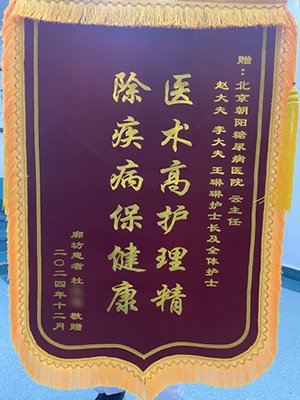 赠：北京朝阳糖尿病医院 云主任
赵大夫 李大夫 王琳琳护士长及全体护士
医术高护理精
除疾病保健康
廊坊患者 杜 敬赠
二〇二四年十二月